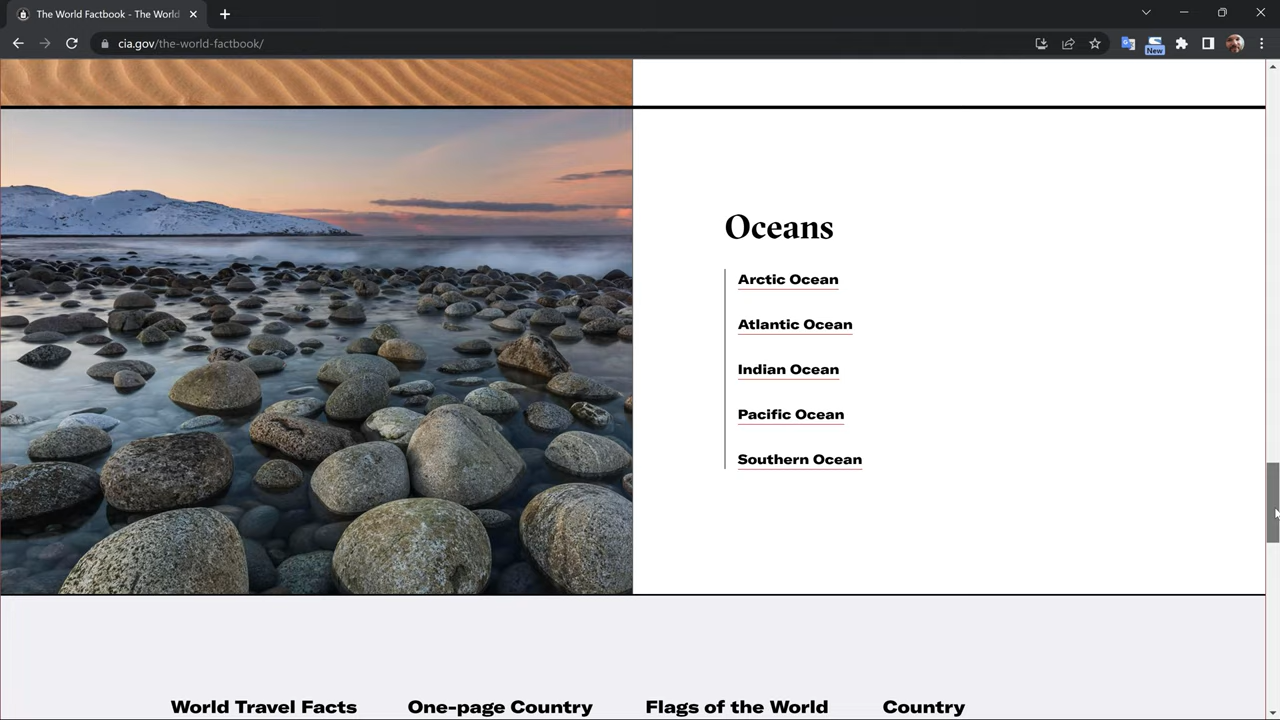 The World Factbook - The World
cia.gov/the-world-factbook/
New
Oceans
Arctic Ocean
Atlantic Ocean
Indian Ocean
Pacific Ocean
Southern Ocean
World Travel Facts
One-page Country
Flags of the World
Country